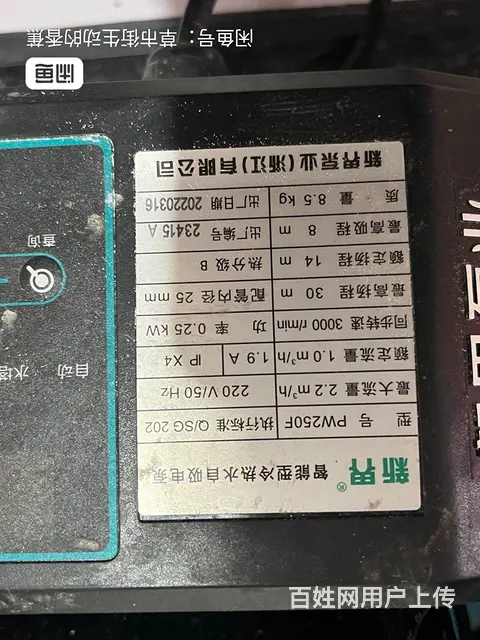 新界® 智能型冷热水自吸电泵
型 号 PW250F 执行标准 Q/SG 202
最大流量 2.2 m³/h 220 V/50 Hz
额定流量 1.0 m³/h 1.9 A IP X4
同步转速 3000 r/min 功 率 0.25 kW
最高扬程 30 m 配管内径 25 mm
额定扬程 14 m 热分级 B
最高吸程 8 m 出厂编号 23415 A
质 量 8.5 kg 出厂日期 20220316
新界泵业(浙江)有限公司
查询
自动
水塔
闲鱼
闲鱼号：草市街生动的香蕉
百姓网用户上传